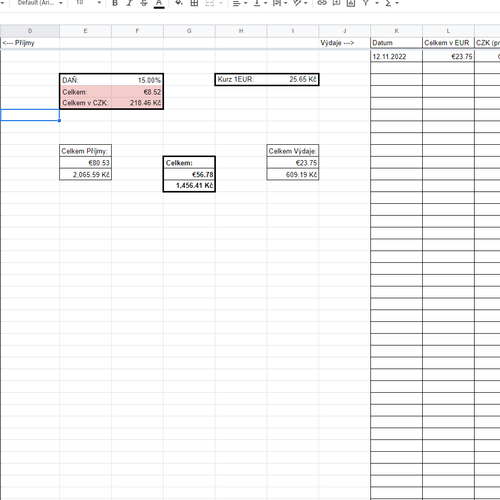 Default (Ari... 10 B I S A
D E F G H I J K L
<--- Příjmy Výdaje ---> Datum Celkem v EUR CZK (pr
12.11.2022 €23.75 €
DAŇ: 15.00% Kurz 1EUR: 25.65 Kč
Celkem: €8.52
Celkem v CZK: 218.46 Kč
Celkem Příjmy: Celkem Výdaje:
€80.53 Celkem: €23.75
2,065.59 Kč €56.78 609.19 Kč
1,456.41 Kč